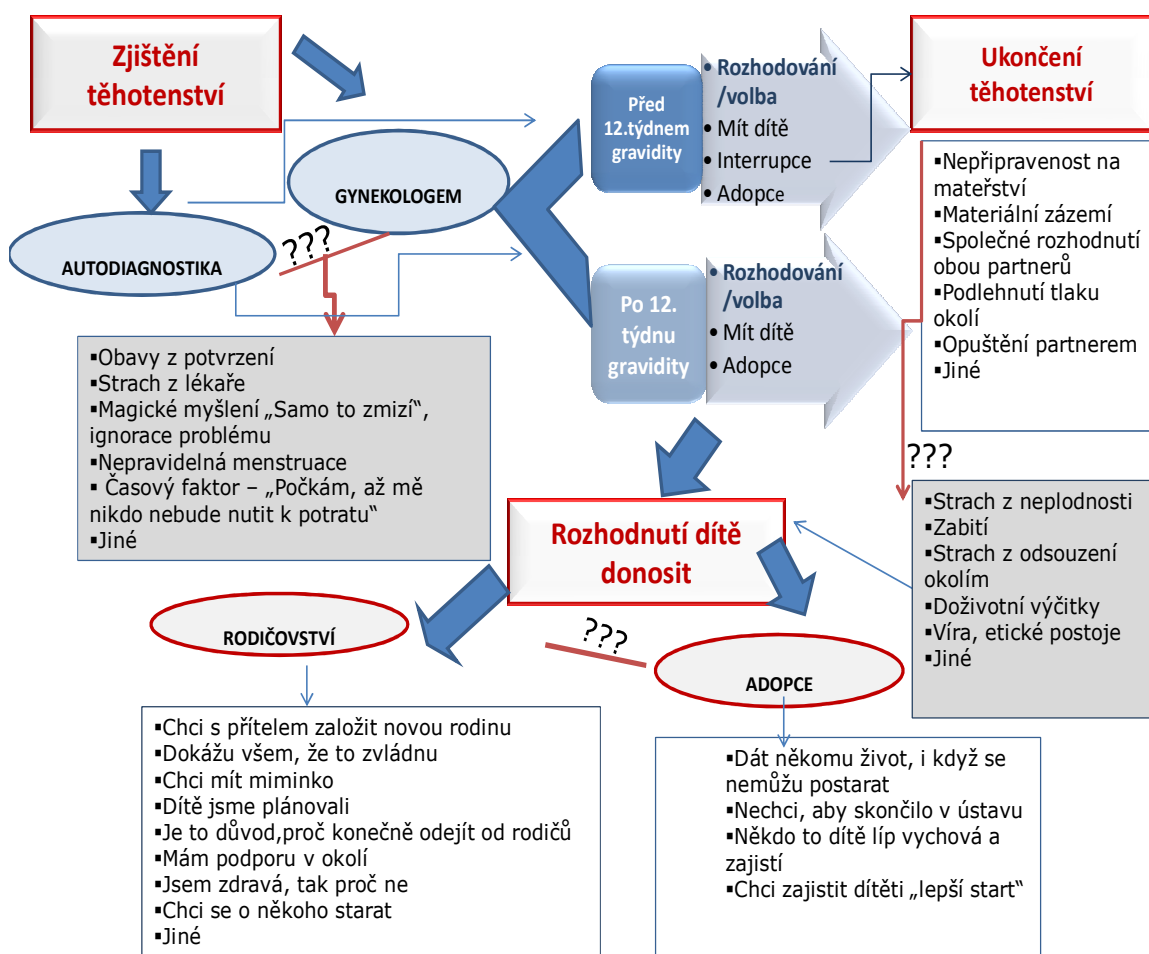 Zjištění
těhotenství
GYNEKOLOGEM
AUTODIAGNOSTIKA
???
▪Obavy z potvrzení
▪Strach z lékaře
▪Magické myšlení „Samo to zmizí“,
ignorace problému
▪Nepravidelná menstruace
▪ Časový faktor – „Počkám, až mě
nikdo nebude nutit k potratu“
▪Jiné
Před
12.týdnem
gravidity
• Rozhodování
/volba
• Mít dítě
• Interrupce
• Adopce
Po 12.
týdnu
gravidity
• Rozhodování
/volba
• Mít dítě
• Adopce
Ukončení
těhotenství
▪Nepřipravenost na
mateřství
▪Materiální zázemí
▪Společné rozhodnutí
obou partnerů
▪Podlehnutí tlaku
okolí
▪Opuštění partnerem
▪Jiné
???
▪Strach z neplodnosti
▪Zabití
▪Strach z odsouzení
okolím
▪Doživotní výčitky
▪Víra, etické postoje
▪Jiné
Rozhodnutí dítě
donosit
RODIČOVSTVÍ
???
ADOPCE
▪Chci s přítelem založit novou rodinu
▪Dokážu všem, že to zvládnu
▪Chci mít miminko
▪Dítě jsme plánovali
▪Je to důvod,proč konečně odejít od rodičů
▪Mám podporu v okolí
▪Jsem zdravá, tak proč ne
▪Chci se o někoho starat
▪Jiné
▪Dát někomu život, i když se
nemůžu postarat
▪Nechci, aby skončilo v ústavu
▪Někdo to dítě líp vychová a
zajistí
▪Chci zajistit dítěti „lepší start“